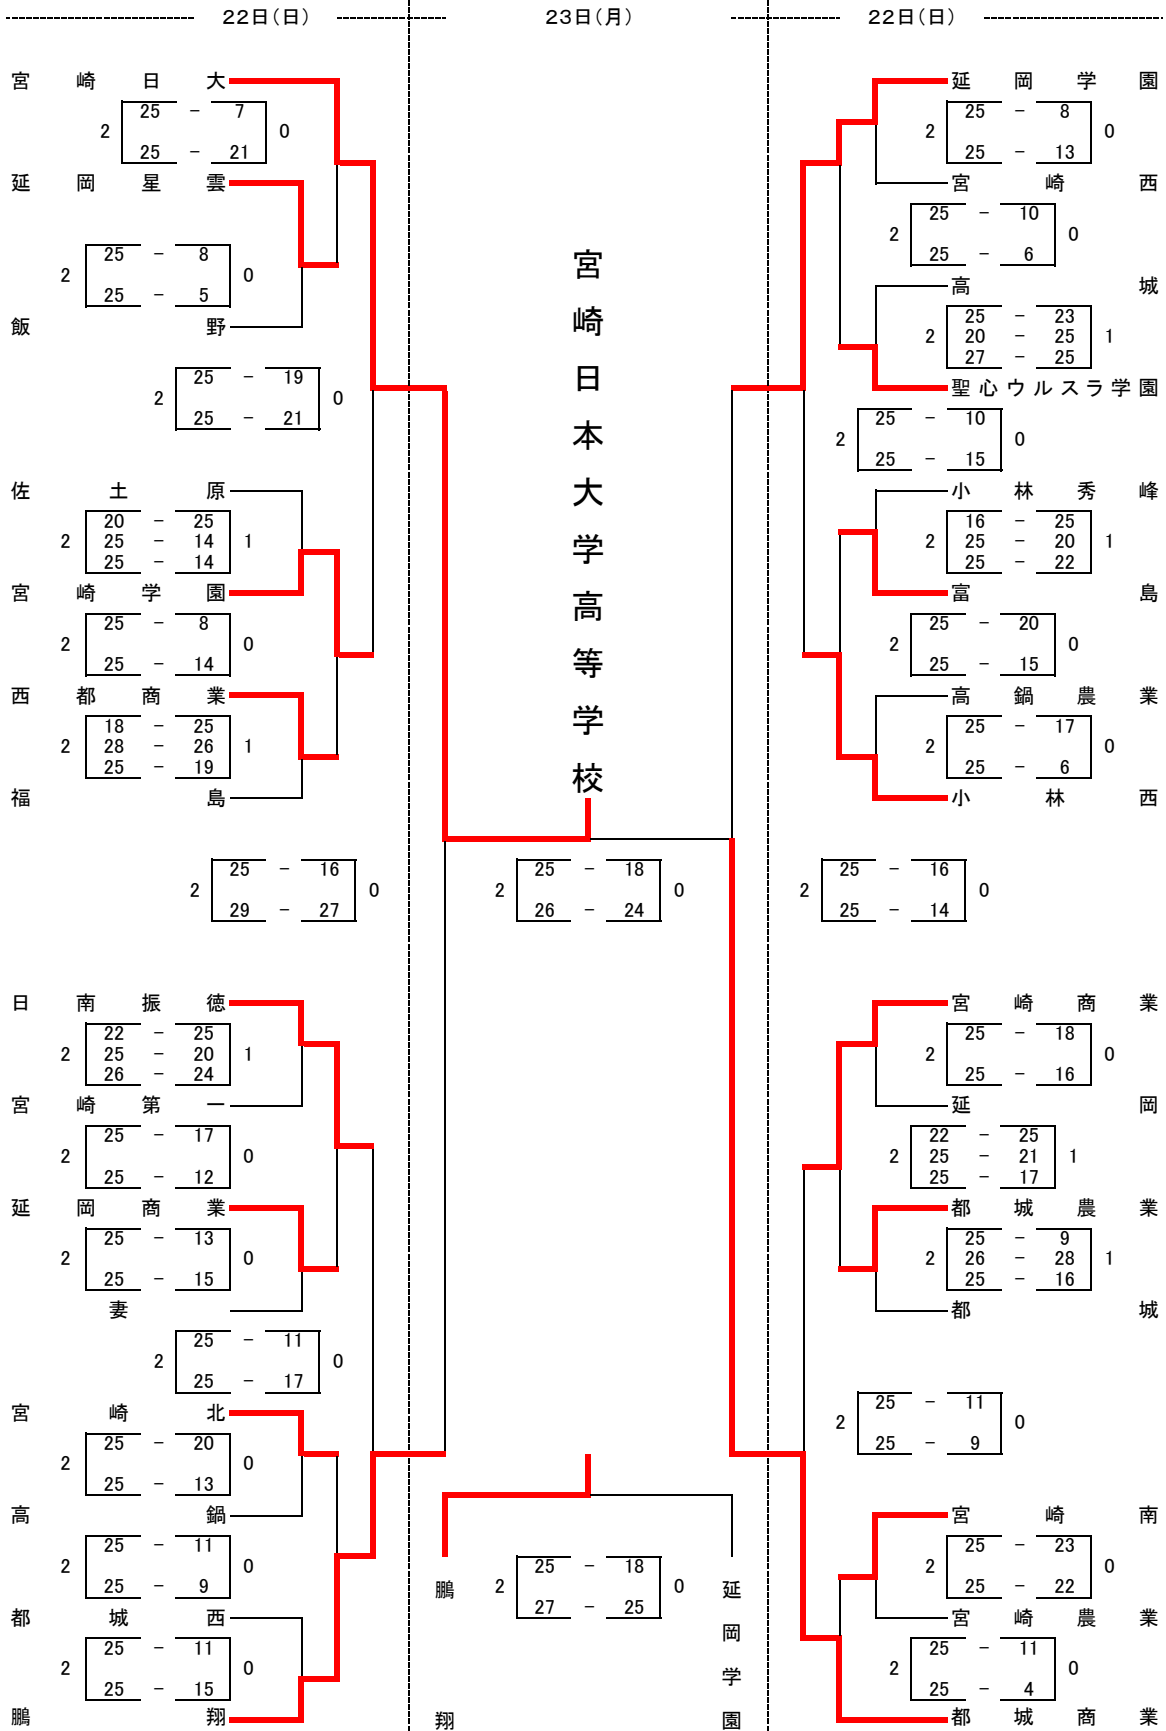 22日(日)
23日(月)
22日(日)
宮崎日大
25 - 7
2 0
25 - 21
延岡星雲
25 - 8
2 0
25 - 5
飯野
25 - 19
2 0
25 - 21
佐土原
20 - 25
2 25 - 14 1
25 - 14
宮崎学園
25 - 8
2 0
25 - 14
西都商業
18 - 25
2 28 - 26 1
25 - 19
福島
25 - 16
2 0
29 - 27
日南振徳
22 - 25
2 25 - 20 1
26 - 24
宮崎第一
25 - 17
2 0
25 - 12
延岡商業
25 - 13
2 0
25 - 15
妻
25 - 11
2 0
25 - 17
宮崎北
25 - 20
2 0
25 - 13
高鍋
25 - 11
2 0
25 - 9
都城西
25 - 11
2 0
25 - 15
鵬翔
宮崎日本大学高等学校
25 - 18
2 0
26 - 24
25 - 18
2 0
27 - 25
鵬翔
延岡学園
延岡学園
25 - 8
2 0
25 - 13
宮崎西
25 - 10
2 0
25 - 6
高城
25 - 23
2 20 - 25 1
27 - 25
聖心ウルスラ学園
25 - 10
2 0
25 - 15
小林秀峰
16 - 25
2 25 - 20 1
25 - 22
富島
25 - 20
2 0
25 - 15
高鍋農業
25 - 17
2 0
25 - 6
小林西
25 - 16
2 0
25 - 14
宮崎商業
25 - 18
2 0
25 - 16
延岡
22 - 25
2 25 - 21 1
25 - 17
都城農業
25 - 9
2 26 - 28 1
25 - 16
都城
25 - 11
2 0
25 - 9
宮崎南
25 - 23
2 0
25 - 22
宮崎農業
25 - 11
2 0
25 - 4
都城商業